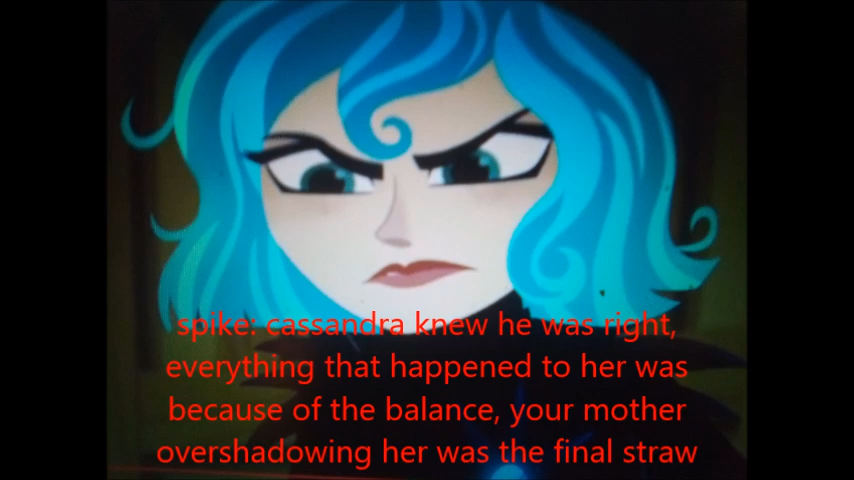 spike: cassandra knew he was right,
everything that happened to her was
because of the balance, your mother
overshadowing her was the final straw